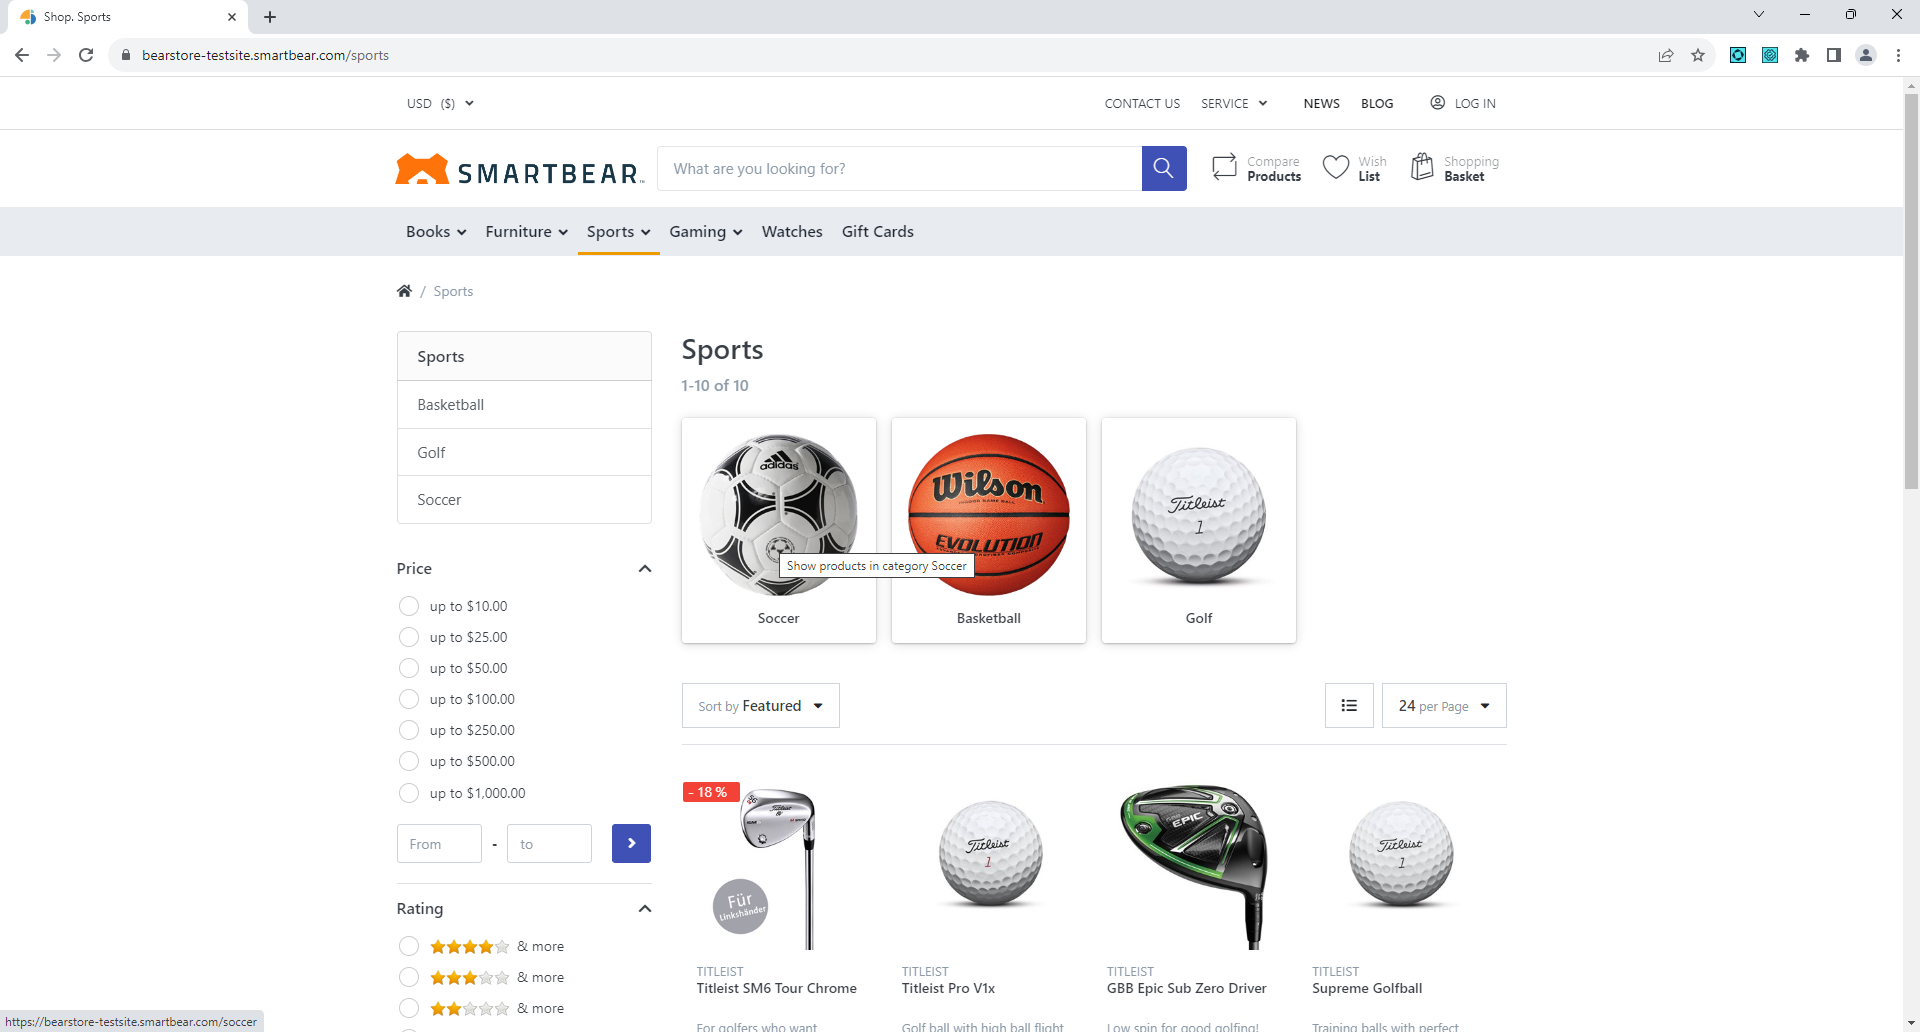 Shop. Sports
bearstore-testsite.smartbear.com/sports
USD ($)
CONTACT US SERVICE NEWS BLOG LOG IN
SMARTBEAR
What are you looking for?
Compare Products
Wish List
Shopping Basket
Books Furniture Sports Gaming Watches Gift Cards
/ Sports
Sports
Basketball
Golf
Soccer
Price
up to $10.00
up to $25.00
up to $50.00
up to $100.00
up to $250.00
up to $500.00
up to $1,000.00
From - to
Rating
& more
& more
& more
Sports
1-10 of 10
adidas
Wilson
EVOLUTION
Titleist
1
Show products in category Soccer
Soccer Basketball Golf
Sort by Featured
24 per Page
- 18 %
Titleist
Für
Linkshänder
Titleist
1
EPIC
Titleist
1
TITLEIST TITLEIST TITLEIST TITLEIST
Titleist SM6 Tour Chrome Titleist Pro V1x GBB Epic Sub Zero Driver Supreme Golfball
For golfers who want Golf ball with high ball flight Low spin for good golfing! Training balls with perfect
https://bearstore-testsite.smartbear.com/soccer